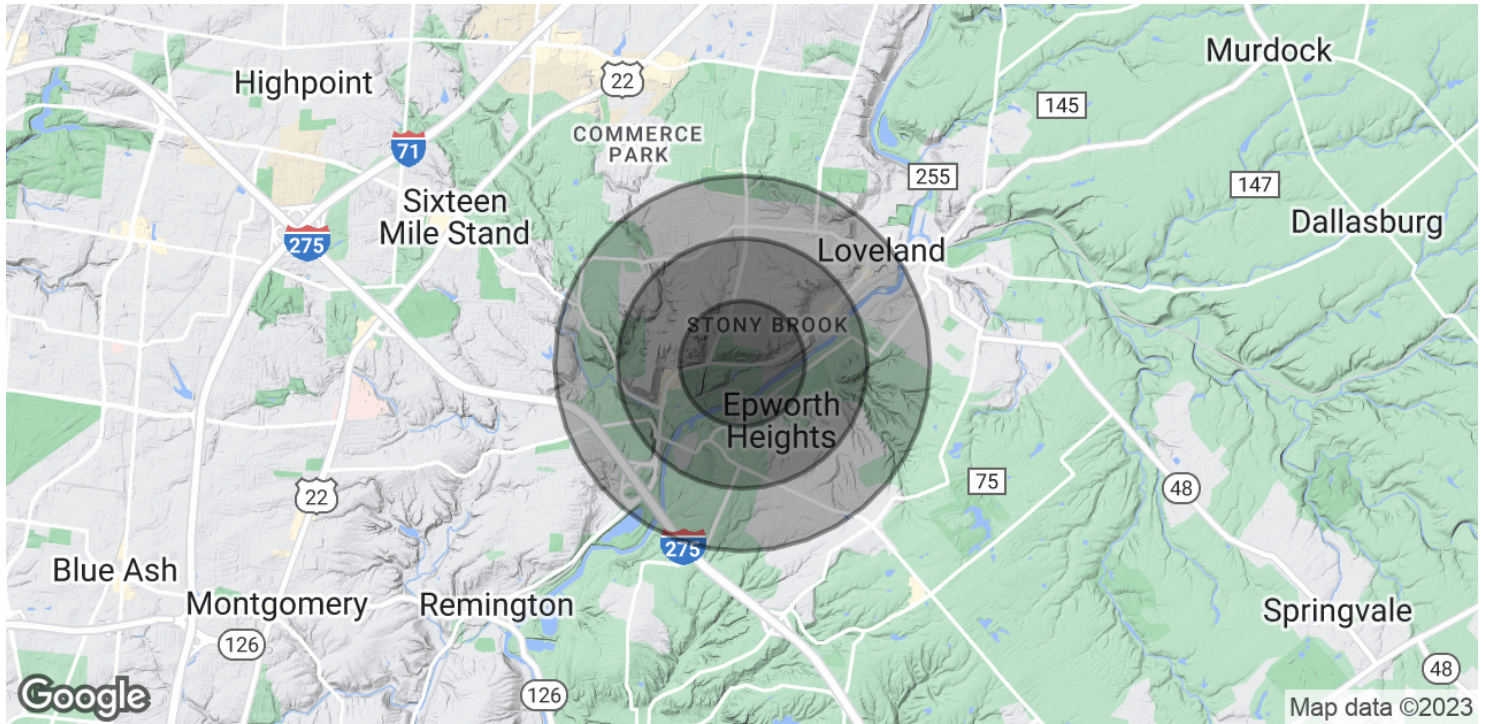 Highpoint
22
Murdock
145
COMMERCE
PARK
71
255
147
Sixteen
Mile Stand
Dallasburg
275
Loveland
STONY BROOK
Epworth
Heights
75
48
22
275
Blue Ash
Montgomery
Remington
Springvale
126
48
126
Google
Map data ©2023